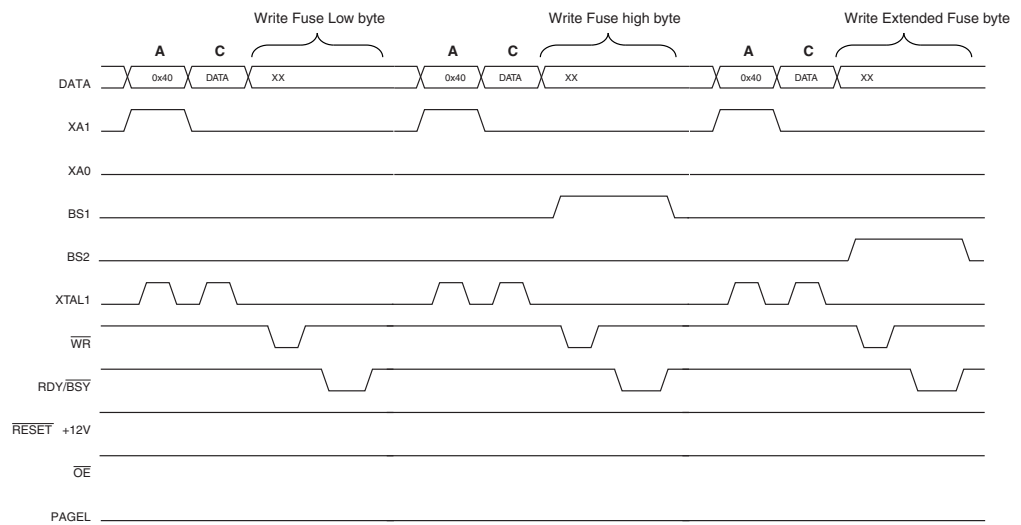 Write Fuse Low byte Write Fuse high byte Write Extended Fuse byte
A C A C A C
DATA 0x40 DATA XX 0x40 DATA XX 0x40 DATA XX
XA1
XA0
BS1
BS2
XTAL1
WR
RDY/BSY
RESET +12V
OE
PAGEL